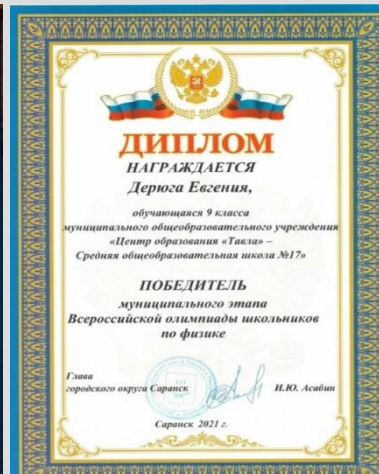 ДИПЛОМ
НАГРАЖДАЕТСЯ
Дерюга Евгения,
обучающаяся 9 класса
муниципального общеобразовательного учреждения
«Центр образования «Тавла» –
Средняя общеобразовательная школа №17»
ПОБЕДИТЕЛЬ
муниципального этапа
Всероссийской олимпиады школьников
по физике
Глава
городского округа Саранск И.Ю. Асабин
Саранск 2021 г.